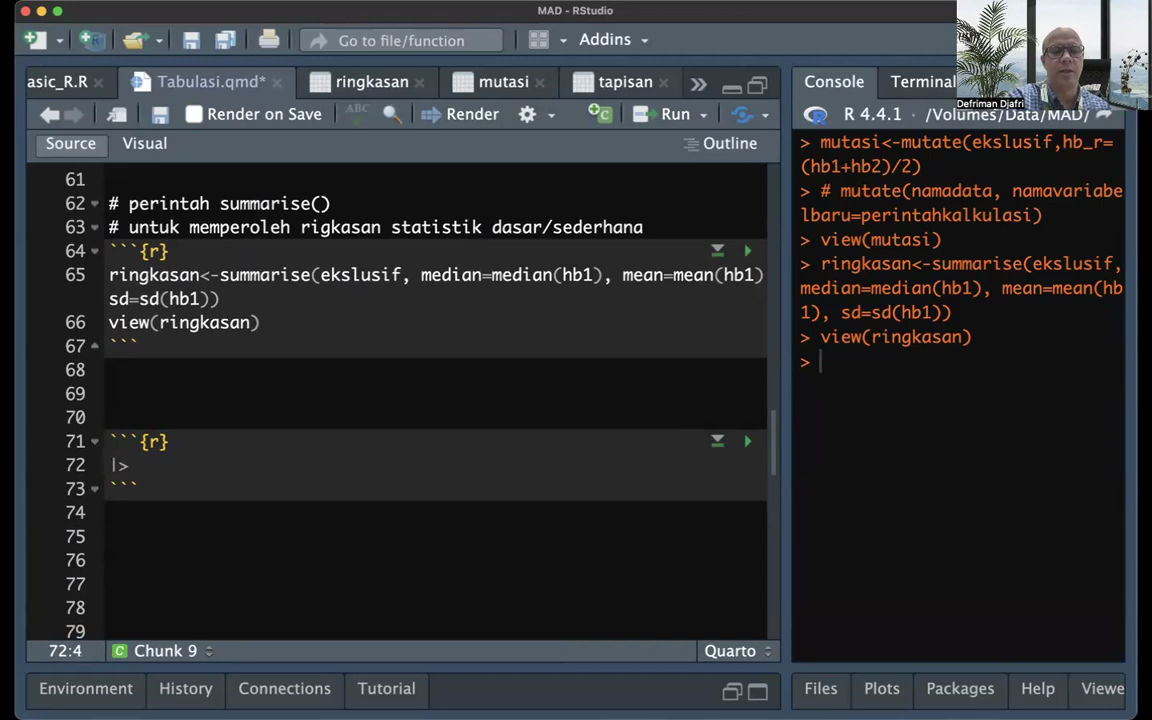 MAD - RStudio
Go to file/function
Addins
asic_R.R
Tabulasi.qmd*
ringkasan
mutasi
tapisan
Render on Save
ABC
Render
Run
Source
Visual
Outline
61
62 # perintah summarise()
63 # untuk memperoleh rigkasan statistik dasar/sederhana
64 ```{r}
65 ringkasan<-summarise(ekslusif, median=median(hb1), mean=mean(hb1)
sd=sd(hb1))
66 view(ringkasan)
67 ```
68
69
70
71 ```{r}
72 |>
73 ```
74
75
76
77
78
79
72:4
C Chunk 9
Quarto
Environment
History
Connections
Tutorial
Defriman Djafri
Console
Terminal
R 4.4.1 · /Volumes/Data/MAD/
> mutasi<-mutate(ekslusif,hb_r=
(hb1+hb2)/2)
> # mutate(namadata, namavariabe
lbaru=perintahkalkulasi)
> view(mutasi)
> ringkasan<-summarise(ekslusif,
median=median(hb1), mean=mean(hb
1), sd=sd(hb1))
> view(ringkasan)
>
Files
Plots
Packages
Help
Viewe